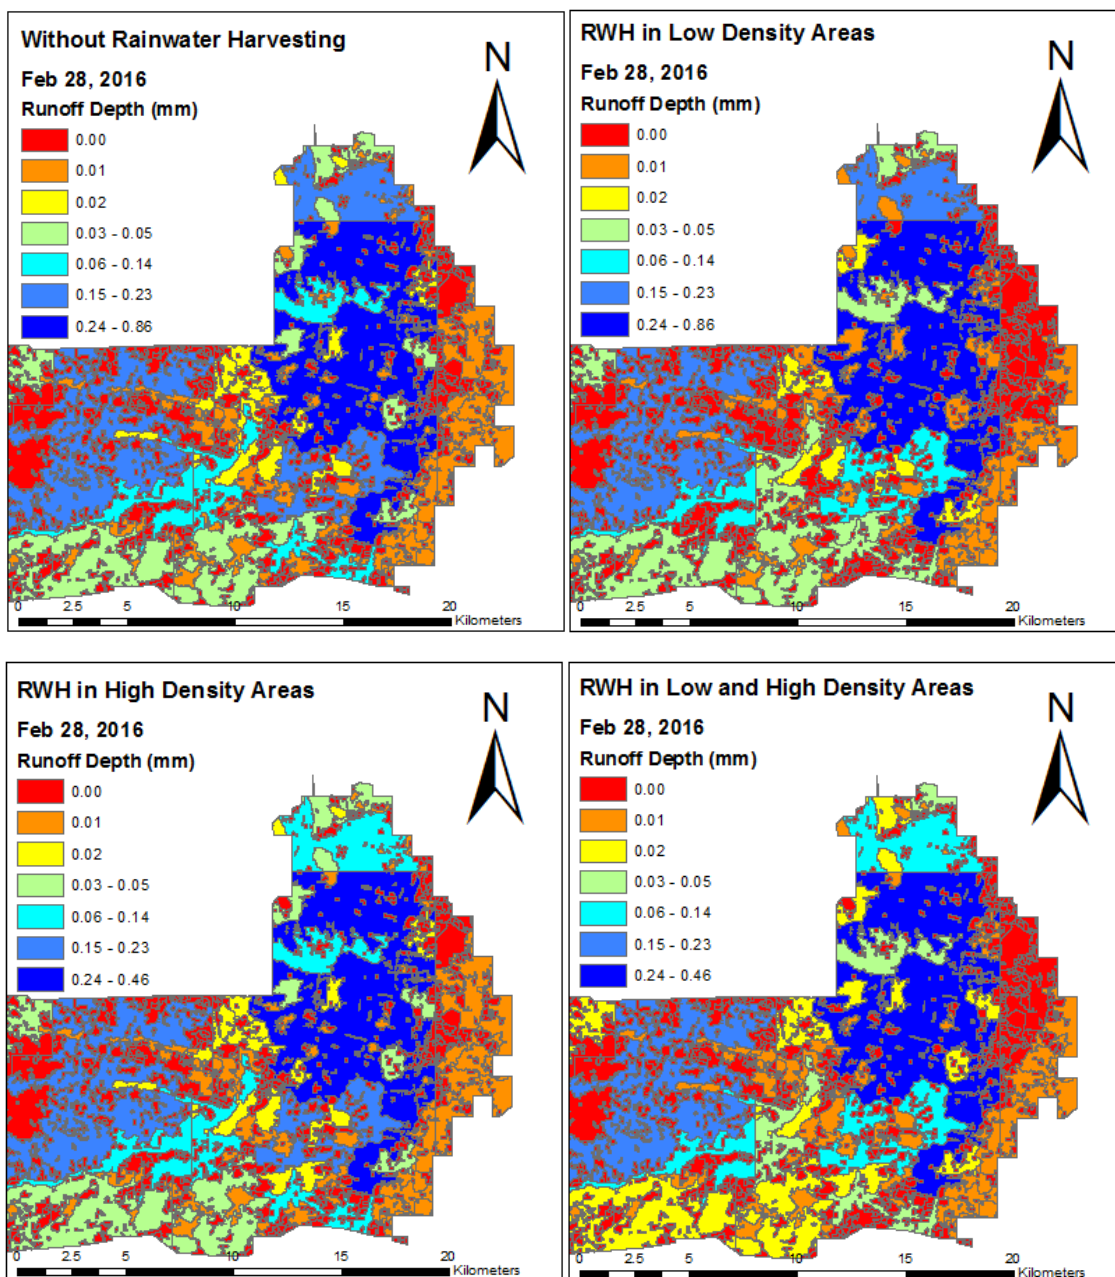 Without Rainwater Harvesting
Feb 28, 2016
Runoff Depth (mm)
0.00
0.01
0.02
0.03 - 0.05
0.06 - 0.14
0.15 - 0.23
0.24 - 0.86
N
0 2.5 5 10 15 20
Kilometers
RWH in Low Density Areas
Feb 28, 2016
Runoff Depth (mm)
0.00
0.01
0.02
0.03 - 0.05
0.06 - 0.14
0.15 - 0.23
0.24 - 0.86
N
0 2.5 5 10 15 20
Kilometers
RWH in High Density Areas
Feb 28, 2016
Runoff Depth (mm)
0.00
0.01
0.02
0.03 - 0.05
0.06 - 0.14
0.15 - 0.23
0.24 - 0.46
N
0 2.5 5 10 15 20
Kilometers
RWH in Low and High Density Areas
Feb 28, 2016
Runoff Depth (mm)
0.00
0.01
0.02
0.03 - 0.05
0.06 - 0.14
0.15 - 0.23
0.24 - 0.46
N
0 2.5 5 10 15 20
Kilometers